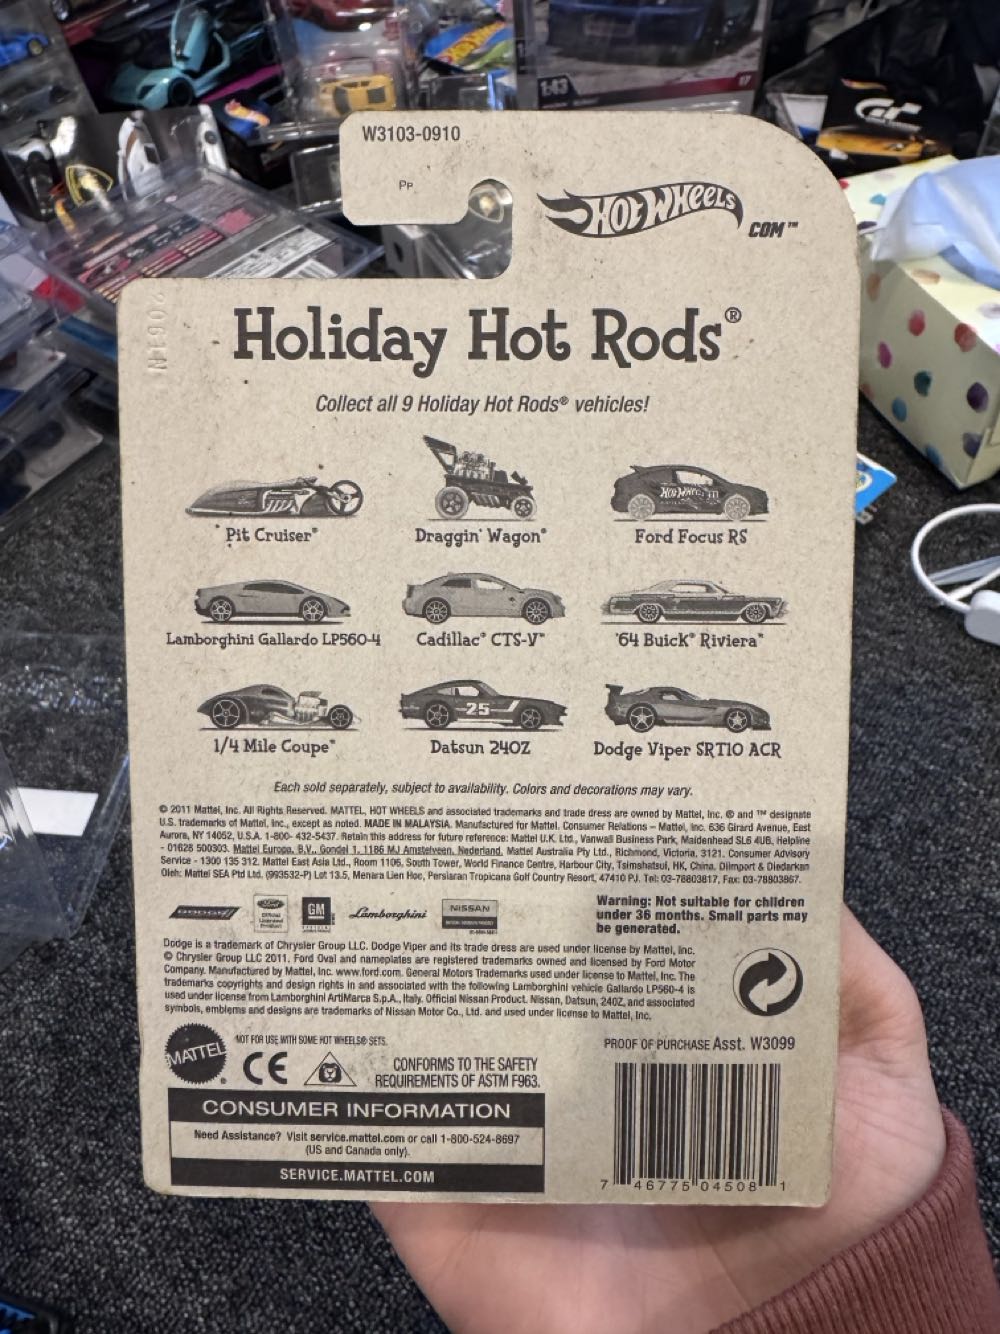 1:43
17
GT
W3103-0910
PP
HOT WHEELS
COM™
N1902
Holiday Hot Rods®
Collect all 9 Holiday Hot Rods® vehicles!
HOT WHEELS
Pit Cruiser®
Draggin' Wagon®
Ford Focus RS
Lamborghini Gallardo LP560-4
Cadillac® CTS-V™
'64 Buick® Riviera™
25
1/4 Mile Coupe™
Datsun 240Z
Dodge Viper SRT10 ACR
Each sold separately, subject to availability. Colors and decorations may vary.
© 2011 Mattel, Inc. All Rights Reserved. MATTEL, HOT WHEELS and associated trademarks and trade dress are owned by Mattel, Inc. ® and ™ designate
U.S. trademarks of Mattel, Inc., except as noted. MADE IN MALAYSIA. Manufactured for Mattel. Consumer Relations – Mattel, Inc. 636 Girard Avenue, East
Aurora, NY 14052, U.S.A. 1-800- 432-5437. Retain this address for future reference: Mattel U.K. Ltd., Vanwall Business Park, Maidenhead SL6 4UB. Helpline
- 01628 500303. Mattel Europa, B.V., Gondel 1, 1186 MJ Amstelveen, Nederland. Mattel Australia Pty Ltd., Richmond, Victoria. 3121. Consumer Advisory
Service - 1300 135 312. Mattel East Asia Ltd., Room 1106, South Tower, World Finance Centre, Harbour City, Tsimshatsui, HK, China. Diimport & Diedarkan
Oleh: Mattel SEA Ptd Ltd. (993532-P) Lot 13.5, Menara Lien Hoe, Persiaran Tropicana Golf Country Resort, 47410 PJ. Tel: 03-78803817, Fax: 03-78803867.
DODGE
Ford
Official
Licensed
Product
GM
Lamborghini
NISSAN
Warning: Not suitable for children
under 36 months. Small parts may
be generated.
Dodge is a trademark of Chrysler Group LLC. Dodge Viper and its trade dress are used under license by Mattel, Inc.
© Chrysler Group LLC 2011. Ford Oval and nameplates are registered trademarks owned and licensed by Ford Motor
Company. Manufactured by Mattel, Inc. www.ford.com. General Motors Trademarks used under license to Mattel, Inc. The
trademarks copyrights and design rights in and associated with the following Lamborghini vehicle Gallardo LP560-4 is
used under license from Lamborghini ArtiMarca S.p.A., Italy. Official Nissan Product. Nissan, Datsun, 240Z, and associated
symbols, emblems and designs are trademarks of Nissan Motor Co., Ltd. and used under license to Mattel, Inc.
MATTEL
NOT FOR USE WITH SOME HOT WHEELS® SETS.
CE
CONFORMS TO THE SAFETY
REQUIREMENTS OF ASTM F963.
PROOF OF PURCHASE Asst. W3099
CONSUMER INFORMATION
Need Assistance? Visit service.mattel.com or call 1-800-524-8697
(US and Canada only).
SERVICE.MATTEL.COM
7 46775 04508 1